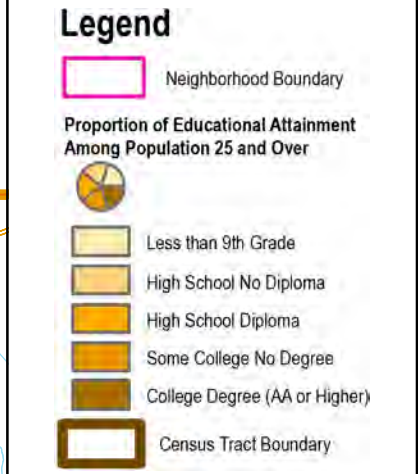 Legend
Neighborhood Boundary
Proportion of Educational Attainment
Among Population 25 and Over
Less than 9th Grade
High School No Diploma
High School Diploma
Some College No Degree
College Degree (AA or Higher)
Census Tract Boundary